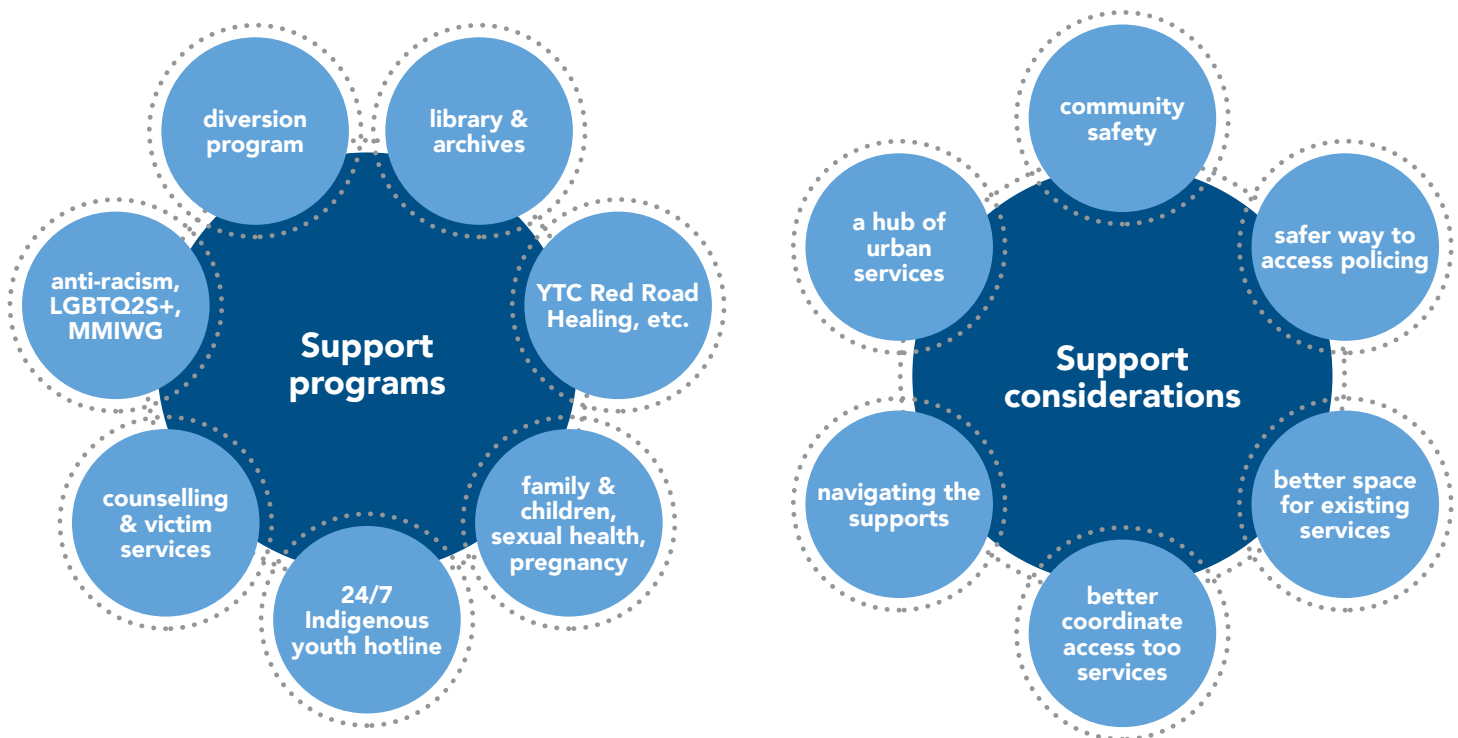 Support
programs
diversion
program
library &
archives
YTC Red Road
Healing, etc.
family &
children,
sexual health,
pregnancy
24/7
Indigenous
youth hotline
counselling
& victim
services
anti-racism,
LGBTQ2S+,
MMIWG
Support
considerations
community
safety
safer way to
access policing
better space
for existing
services
better
coordinate
access too
services
navigating the
supports
a hub of
urban
services